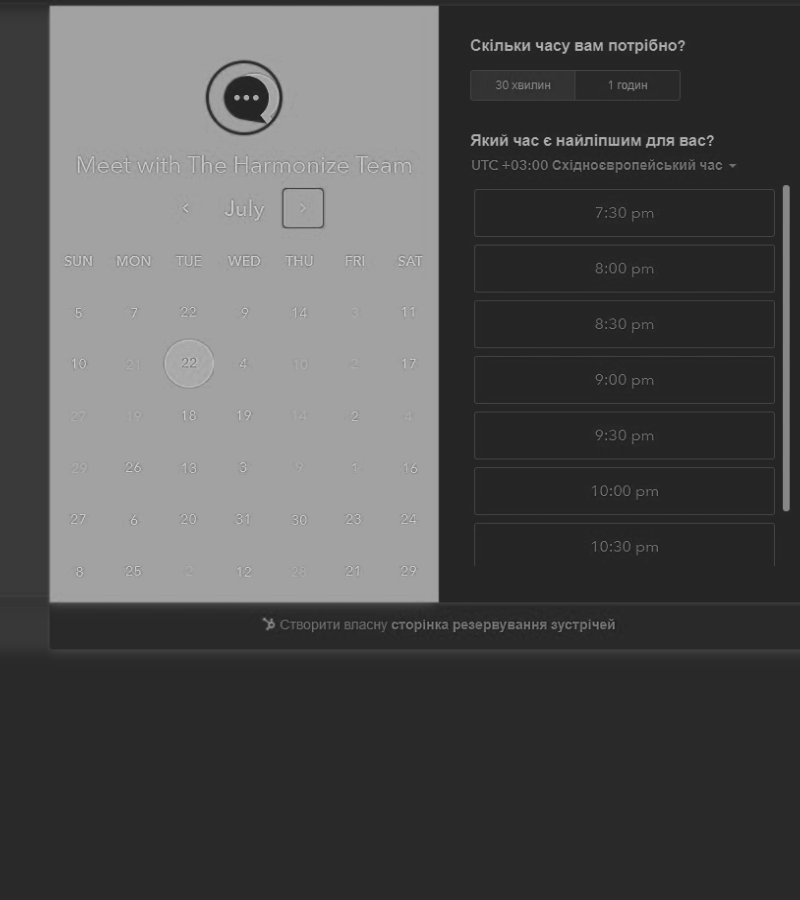 Meet with The Harmonize Team
July
SUN MON TUE WED THU FRI SAT
5 7 22 9 14 3 11
10 21 22 4 10 2 17
27 19 18 19 14 2 4
29 26 18 3 9 1 16
27 6 20 31 30 23 24
8 25 2 12 28 21 29
Скільки часу вам потрібно?
30 хвилин 1 годин
Який час є найліпшим для вас?
UTC +03:00 Східноєвропейський час
7:30 pm
8:00 pm
8:30 pm
9:00 pm
9:30 pm
10:00 pm
10:30 pm
Створити власну сторінка резервування зустрічей